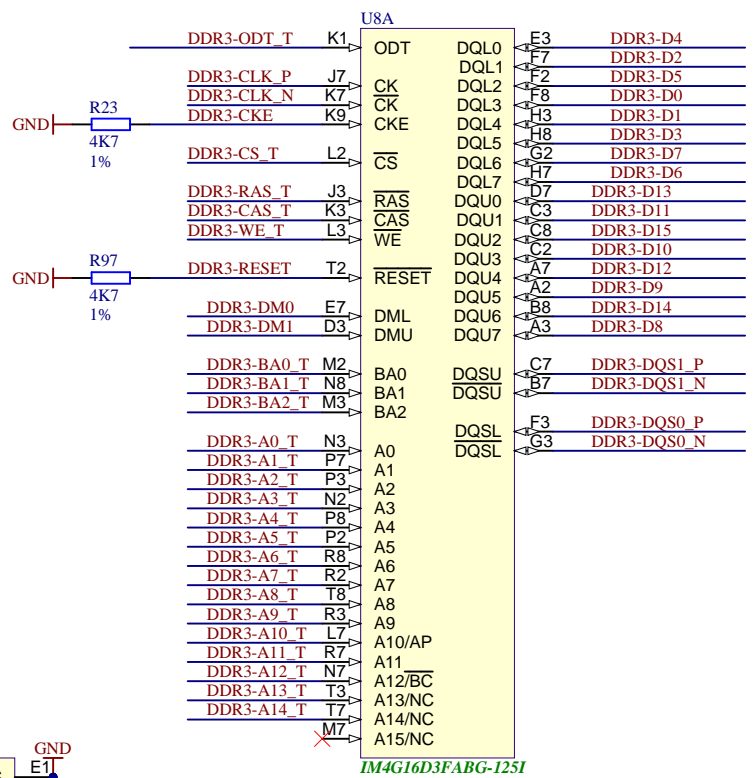 U8A
DDR3-ODT_T K1 ODT DQL0 E3 DDR3-D4
DQL1 F7 DDR3-D2
DDR3-CLK_P J7 CK DQL2 F2 DDR3-D5
DDR3-CLK_N K7 CK DQL3 F8 DDR3-D0
GND R23 4K7 1% DDR3-CKE K9 CKE DQL4 H3 DDR3-D1
DQL5 H8 DDR3-D3
DDR3-CS_T L2 CS DQL6 G2 DDR3-D7
DQL7 H7 DDR3-D6
DDR3-RAS_T J3 RAS DQU0 D7 DDR3-D13
DDR3-CAS_T K3 CAS DQU1 C3 DDR3-D11
DDR3-WE_T L3 WE DQU2 C8 DDR3-D15
DQU3 C2 DDR3-D10
GND R97 4K7 1% DDR3-RESET T2 RESET DQU4 A7 DDR3-D12
DQU5 A2 DDR3-D9
DDR3-DM0 E7 DML DQU6 B8 DDR3-D14
DDR3-DM1 D3 DMU DQU7 A3 DDR3-D8
DDR3-BA0_T M2 BA0 DQSU C7 DDR3-DQS1_P
DDR3-BA1_T N8 BA1 DQSU B7 DDR3-DQS1_N
DDR3-BA2_T M3 BA2
DQSL F3 DDR3-DQS0_P
DDR3-A0_T N3 A0 DQSL G3 DDR3-DQS0_N
DDR3-A1_T P7 A1
DDR3-A2_T P3 A2
DDR3-A3_T N2 A3
DDR3-A4_T P8 A4
DDR3-A5_T P2 A5
DDR3-A6_T R8 A6
DDR3-A7_T R2 A7
DDR3-A8_T T8 A8
DDR3-A9_T R3 A9
DDR3-A10_T L7 A10/AP
DDR3-A11_T R7 A11
DDR3-A12_T N7 A12/BC
DDR3-A13_T T3 A13/NC
DDR3-A14_T T7 A14/NC
M7 A15/NC
GND
E1
IM4G16D3FABG-125I